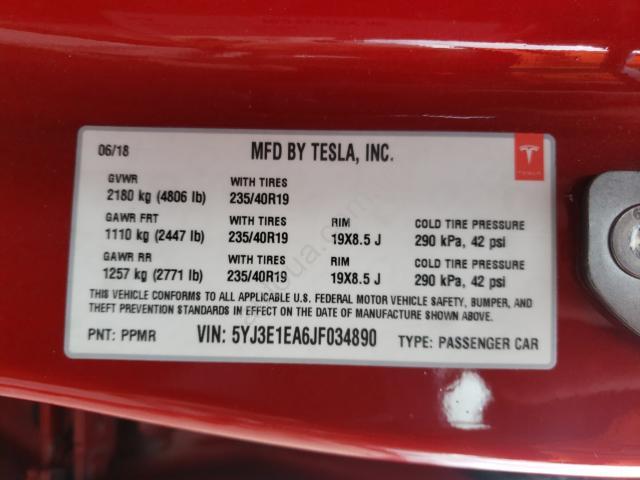 06/18 MFD BY TESLA, INC.
TESLA
GVWR WITH TIRES
2180 kg (4806 lb) 235/40R19
GAWR FRT WITH TIRES RIM COLD TIRE PRESSURE
1110 kg (2447 lb) 235/40R19 19X8.5 J 290 kPa, 42 psi
GAWR RR WITH TIRES RIM COLD TIRE PRESSURE
1257 kg (2771 lb) 235/40R19 19X8.5 J 290 kPa, 42 psi
THIS VEHICLE CONFORMS TO ALL APPLICABLE U.S. FEDERAL MOTOR VEHICLE SAFETY, BUMPER, AND
THEFT PREVENTION STANDARDS IN EFFECT ON THE DATE OF MANUFACTURE SHOWN ABOVE.
PNT: PPMR VIN: 5YJ3E1EA6JF034890 TYPE: PASSENGER CAR